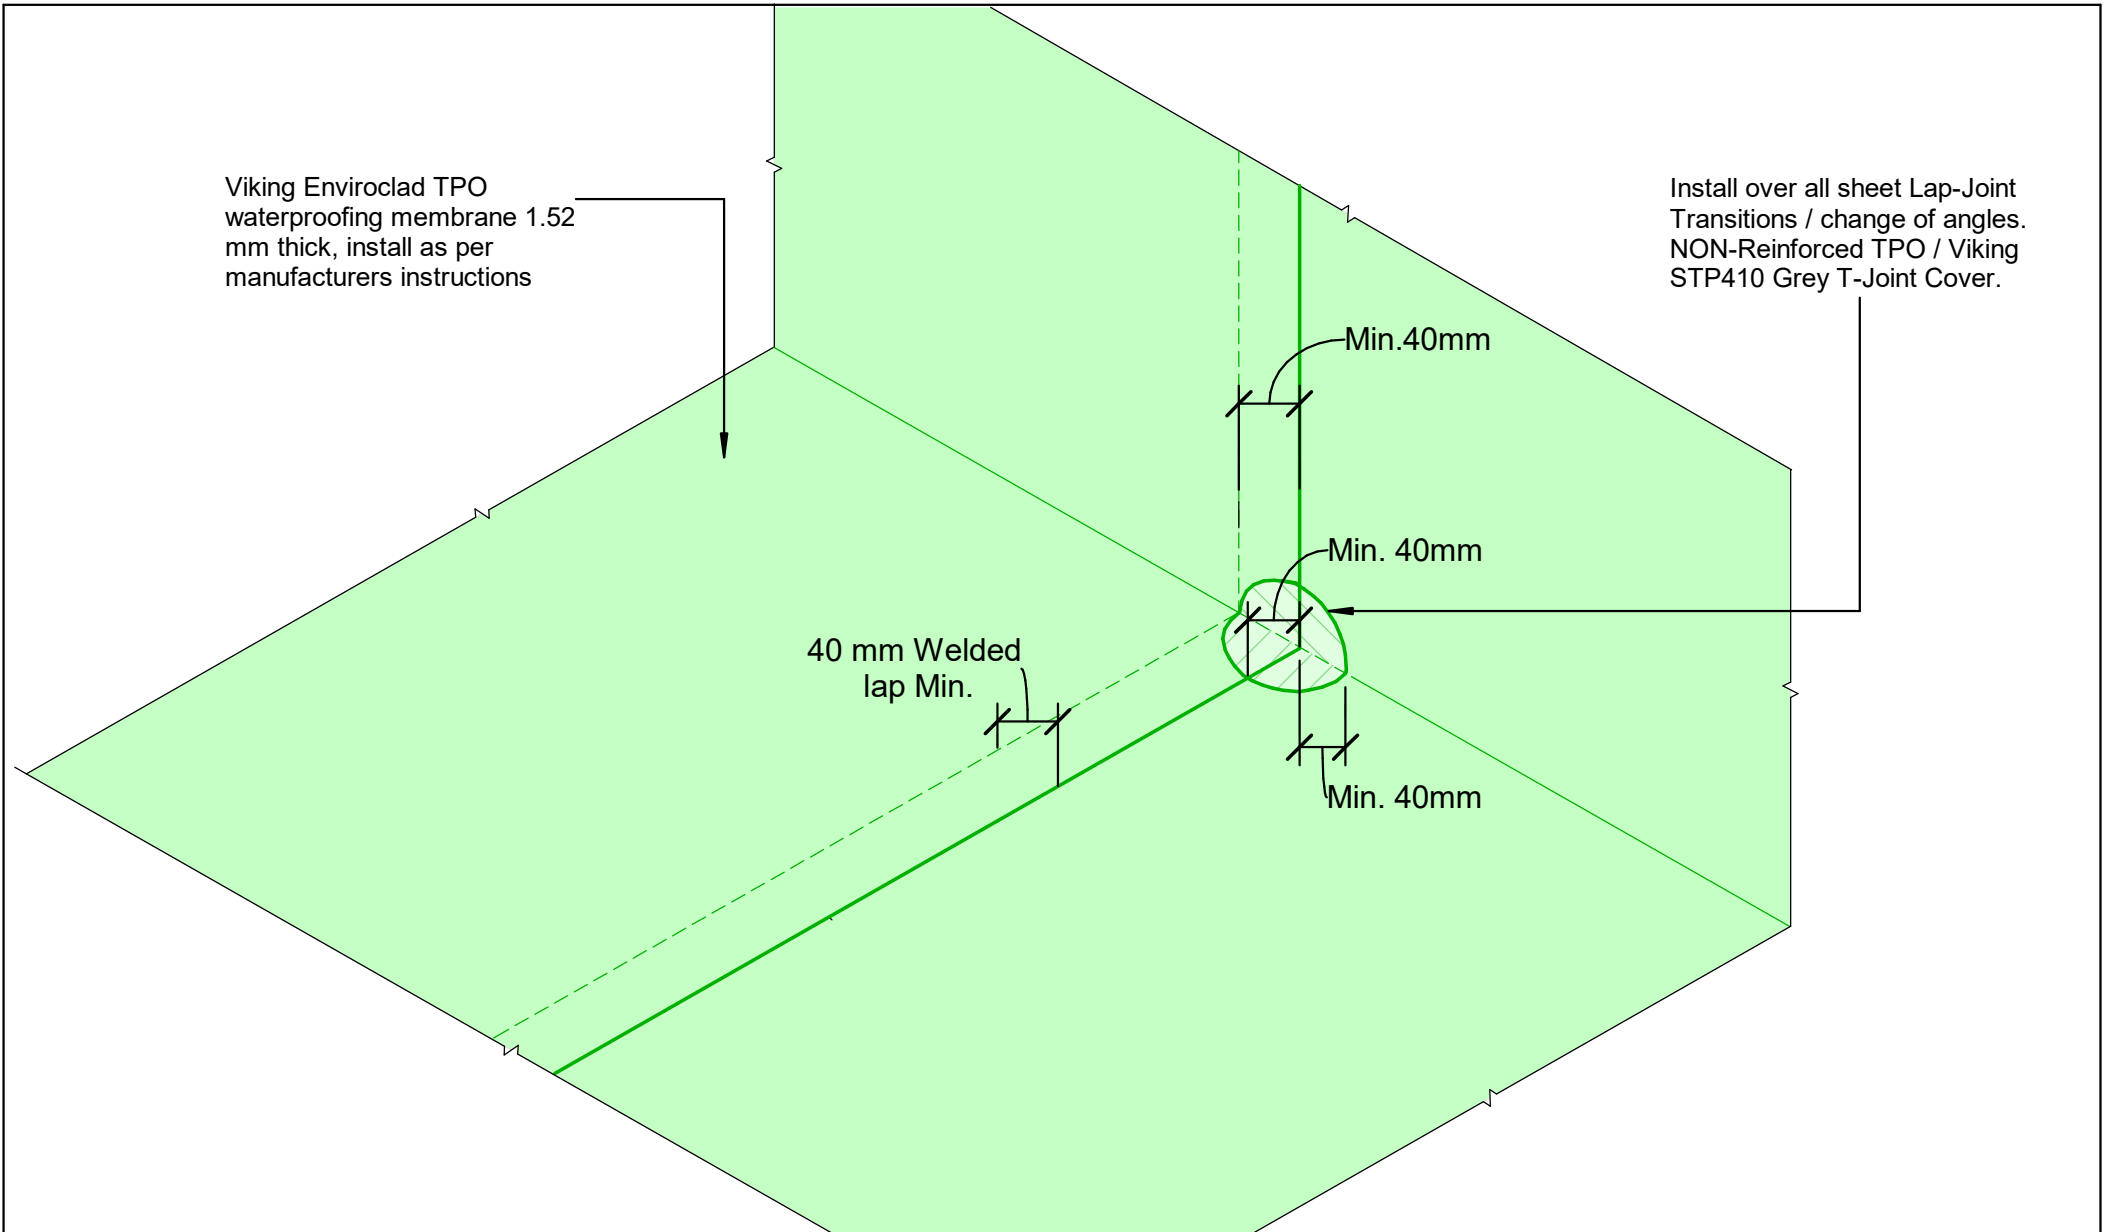 Viking Enviroclad TPO
waterproofing membrane 1.52
mm thick, install as per
manufacturers instructions
Install over all sheet Lap-Joint
Transitions / change of angles.
NON-Reinforced TPO / Viking
STP410 Grey T-Joint Cover.
Min.40mm
Min. 40mm
40 mm Welded
lap Min.
Min. 40mm